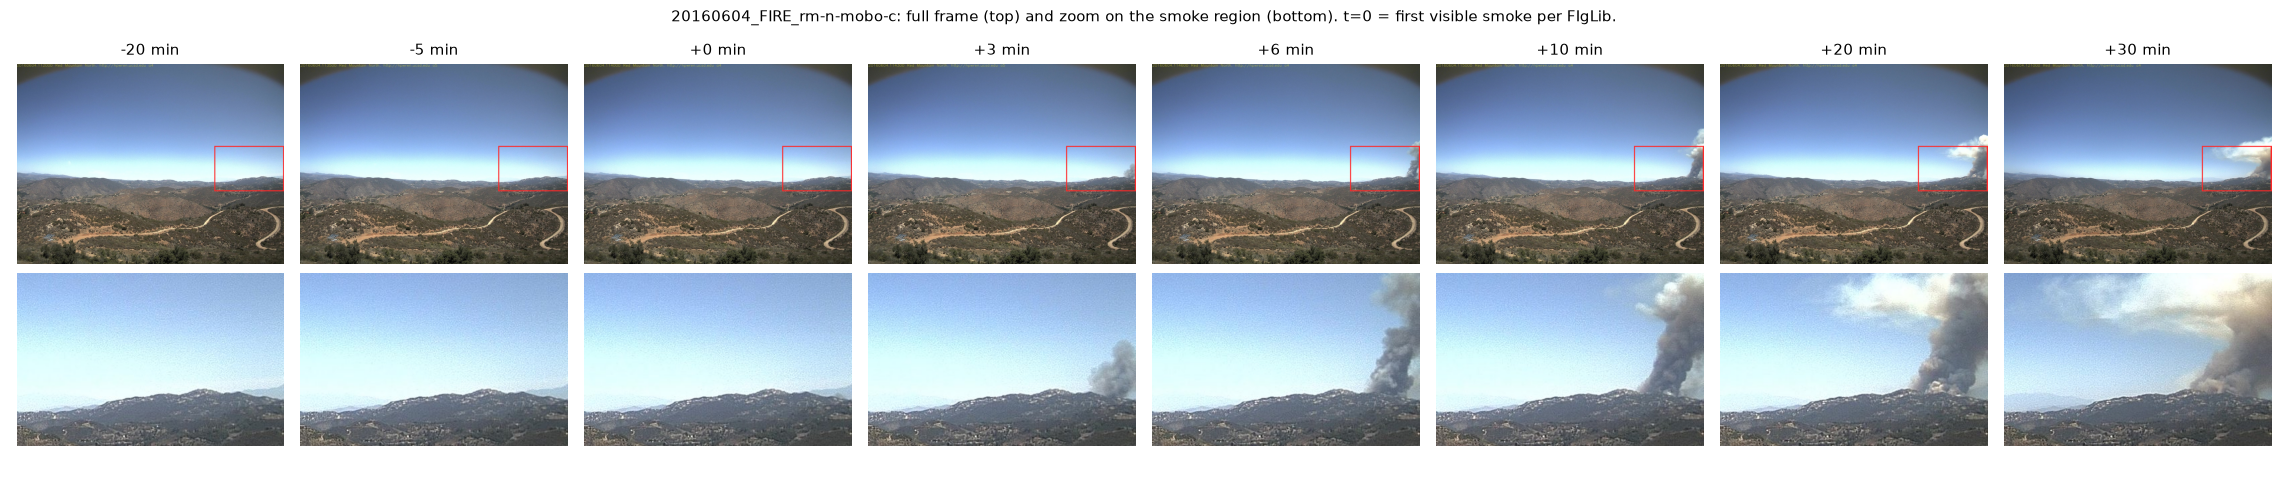 20160604_FIRE_rm-n-mobo-c: full frame (top) and zoom on the smoke region (bottom). t=0 = first visible smoke per FIgLib.
-20 min
-5 min
+0 min
+3 min
+6 min
+10 min
+20 min
+30 min